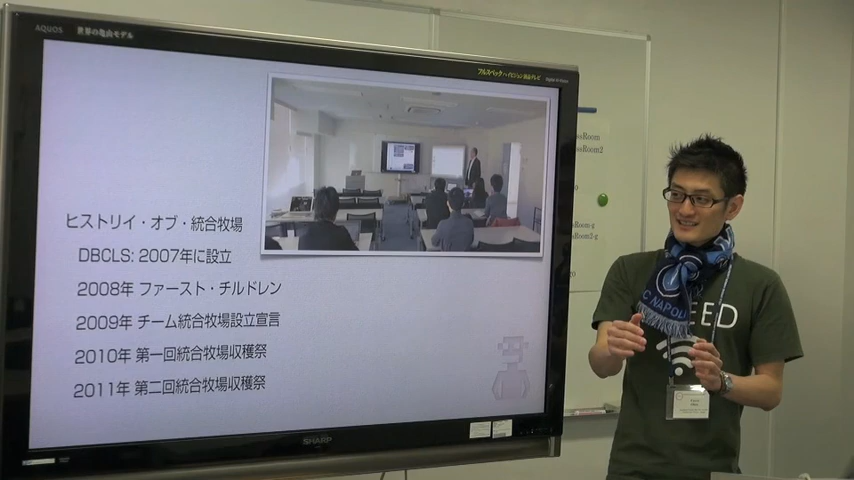 AQUOS 世界の亀山モデル
フルスペックハイビジョン液晶テレビ
ヒストリイ・オブ・統合牧場
DBCLS: 2007年に設立
2008年 ファースト・チルドレン
2009年 チーム統合牧場設立宣言
2010年 第一回統合牧場収穫祭
2011年 第二回統合牧場収穫祭
SHARP
Room
Room2
Room-g
Room2-g
C NAPOLI
EED